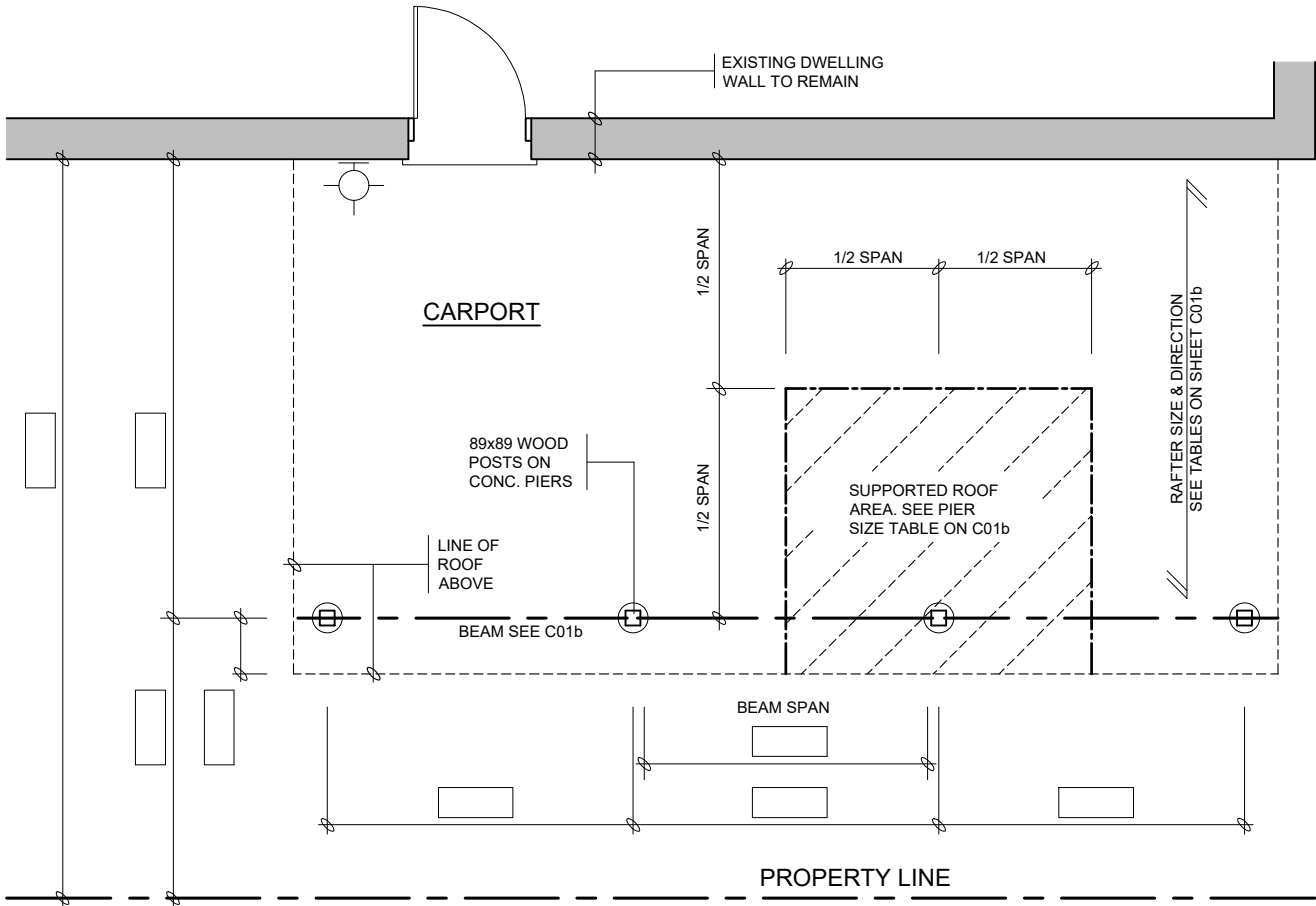 EXISTING DWELLING
WALL TO REMAIN
1/2 SPAN
1/2 SPAN
1/2 SPAN
CARPORT
RAFTER SIZE & DIRECTION
SEE TABLES ON SHEET C01b
89x89 WOOD
POSTS ON
CONC. PIERS
1/2 SPAN
SUPPORTED ROOF
AREA. SEE PIER
SIZE TABLE ON C01b
LINE OF
ROOF
ABOVE
BEAM SEE C01b
BEAM SPAN
PROPERTY LINE